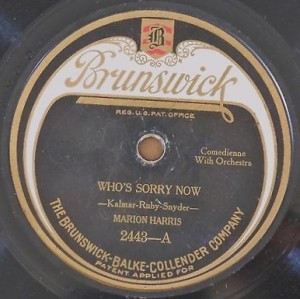 B
Brunswick
REG. U.S. PAT. OFFICE
Comedienne
With Orchestra
WHO'S SORRY NOW
—Kalmar-Ruby-Snyder—
MARION HARRIS
2443—A
THE BRUNSWICK-BALKE-COLLENDER COMPANY
PATENT APPLIED FOR